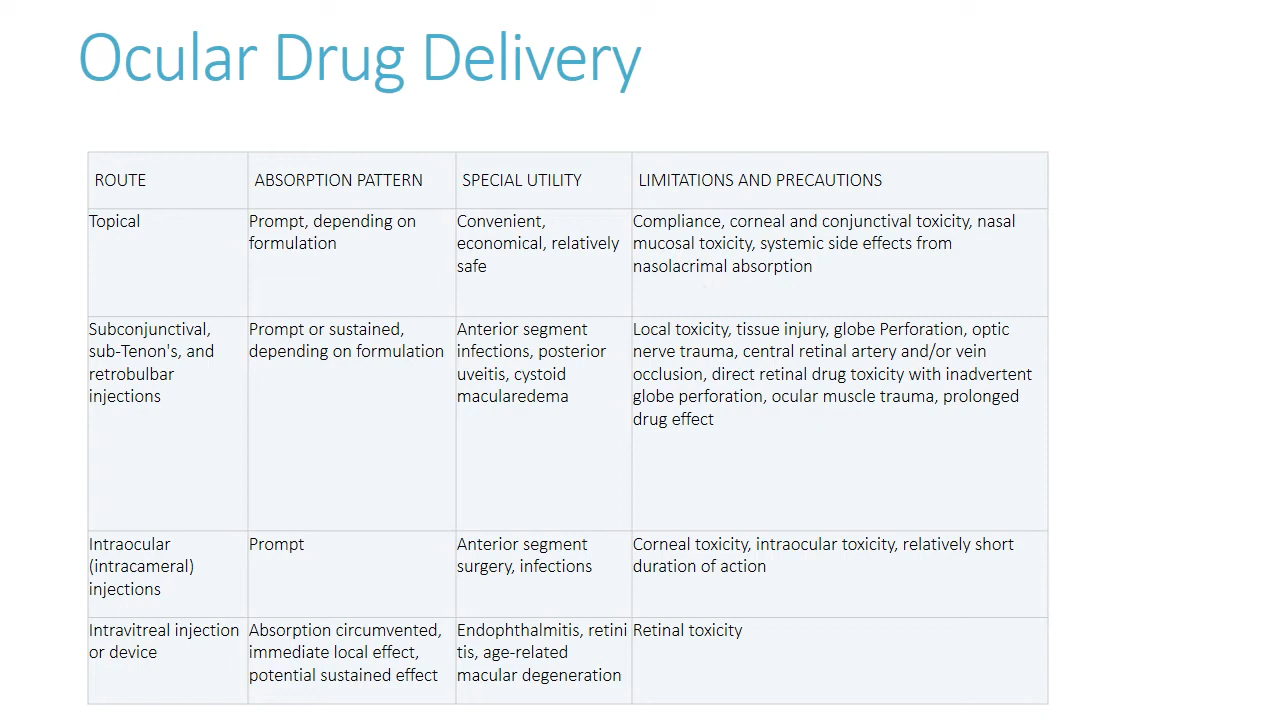 Ocular Drug Delivery
ROUTE
ABSORPTION PATTERN
SPECIAL UTILITY
LIMITATIONS AND PRECAUTIONS
Topical
Prompt, depending on
formulation
Convenient,
economical, relatively
safe
Compliance, corneal and conjunctival toxicity, nasal
mucosal toxicity, systemic side effects from
nasolacrimal absorption
Subconjunctival,
sub-Tenon's, and
retrobulbar
injections
Prompt or sustained,
depending on formulation
Anterior segment
infections, posterior
uveitis, cystoid
macularedema
Local toxicity, tissue injury, globe Perforation, optic
nerve trauma, central retinal artery and/or vein
occlusion, direct retinal drug toxicity with inadvertent
globe perforation, ocular muscle trauma, prolonged
drug effect
Intraocular
(intracameral)
injections
Prompt
Anterior segment
surgery, infections
Corneal toxicity, intraocular toxicity, relatively short
duration of action
Intravitreal injection
or device
Absorption circumvented,
immediate local effect,
potential sustained effect
Endophthalmitis, retini
tis, age-related
macular degeneration
Retinal toxicity